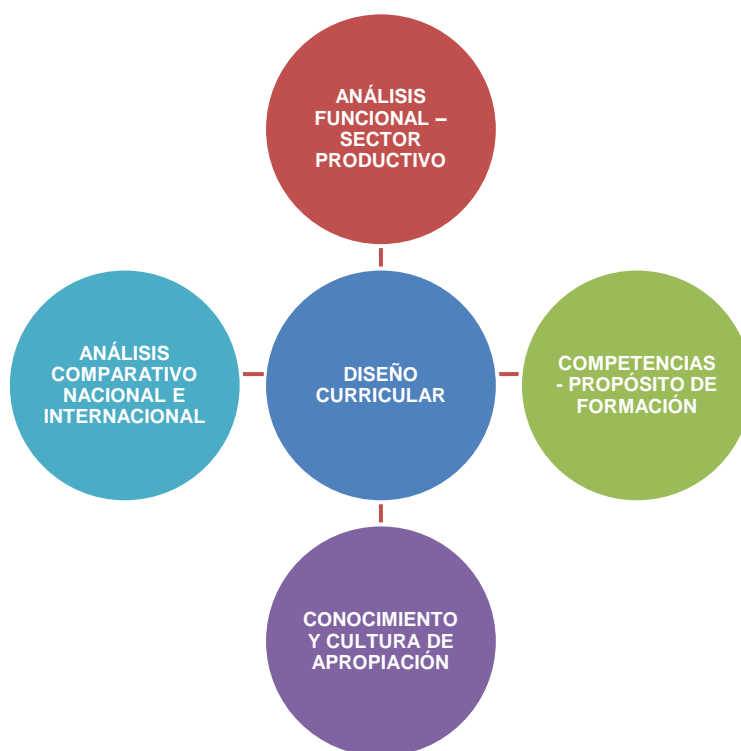 ANÁLISIS
FUNCIONAL –
SECTOR
PRODUCTIVO
ANÁLISIS
COMPARATIVO
NACIONAL E
INTERNACIONAL
DISEÑO
CURRICULAR
COMPETENCIAS
- PROPÓSITO DE
FORMACIÓN
CONOCIMIENTO
Y CULTURA DE
APROPIACIÓN